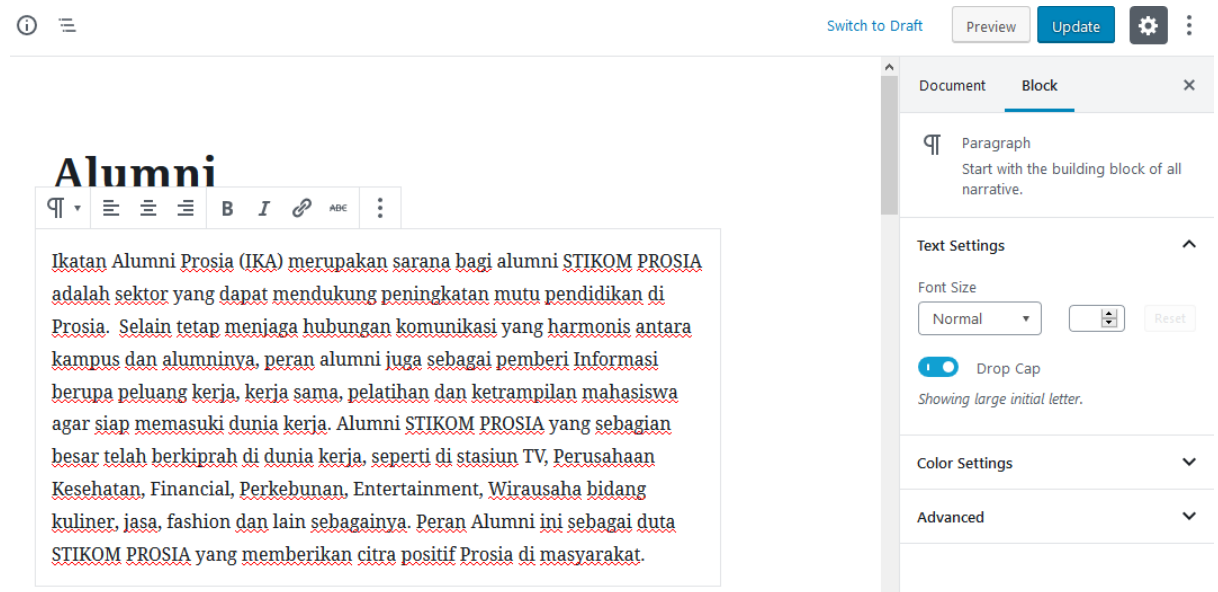 Switch to Draft Preview Update
Document Block
Alumni
Paragraph
Start with the building block of all
narrative.
B I ABC
Text Settings
Ikatan Alumni Prosia (IKA) merupakan sarana bagi alumni STIKOM PROSIA
adalah sektor yang dapat mendukung peningkatan mutu pendidikan di
Prosia.  Selain tetap menjaga hubungan komunikasi yang harmonis antara
kampus dan alumninya, peran alumni juga sebagai pemberi Informasi
berupa peluang kerja, kerja sama, pelatihan dan ketrampilan mahasiswa
agar siap memasuki dunia kerja. Alumni STIKOM PROSIA yang sebagian
besar telah berkiprah di dunia kerja, seperti di stasiun TV, Perusahaan
Kesehatan, Financial, Perkebunan, Entertainment, Wirausaha bidang
kuliner, jasa, fashion dan lain sebagainya. Peran Alumni ini sebagai duta
STIKOM PROSIA yang memberikan citra positif Prosia di masyarakat.
Font Size
Normal Reset
Drop Cap
Showing large initial letter.
Color Settings
Advanced